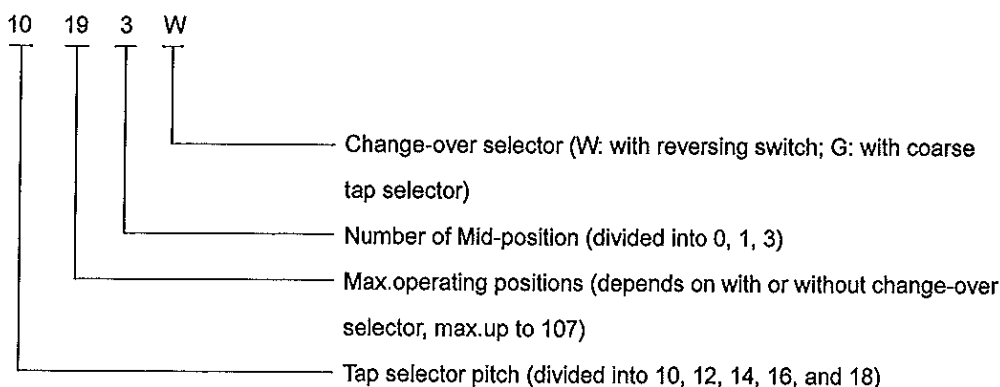 10 19 3 W
Change-over selector (W: with reversing switch; G: with coarse
tap selector)
Number of Mid-position (divided into 0, 1, 3)
Max.operating positions (depends on with or without change-over
selector, max.up to 107)
Tap selector pitch (divided into 10, 12, 14, 16, and 18)